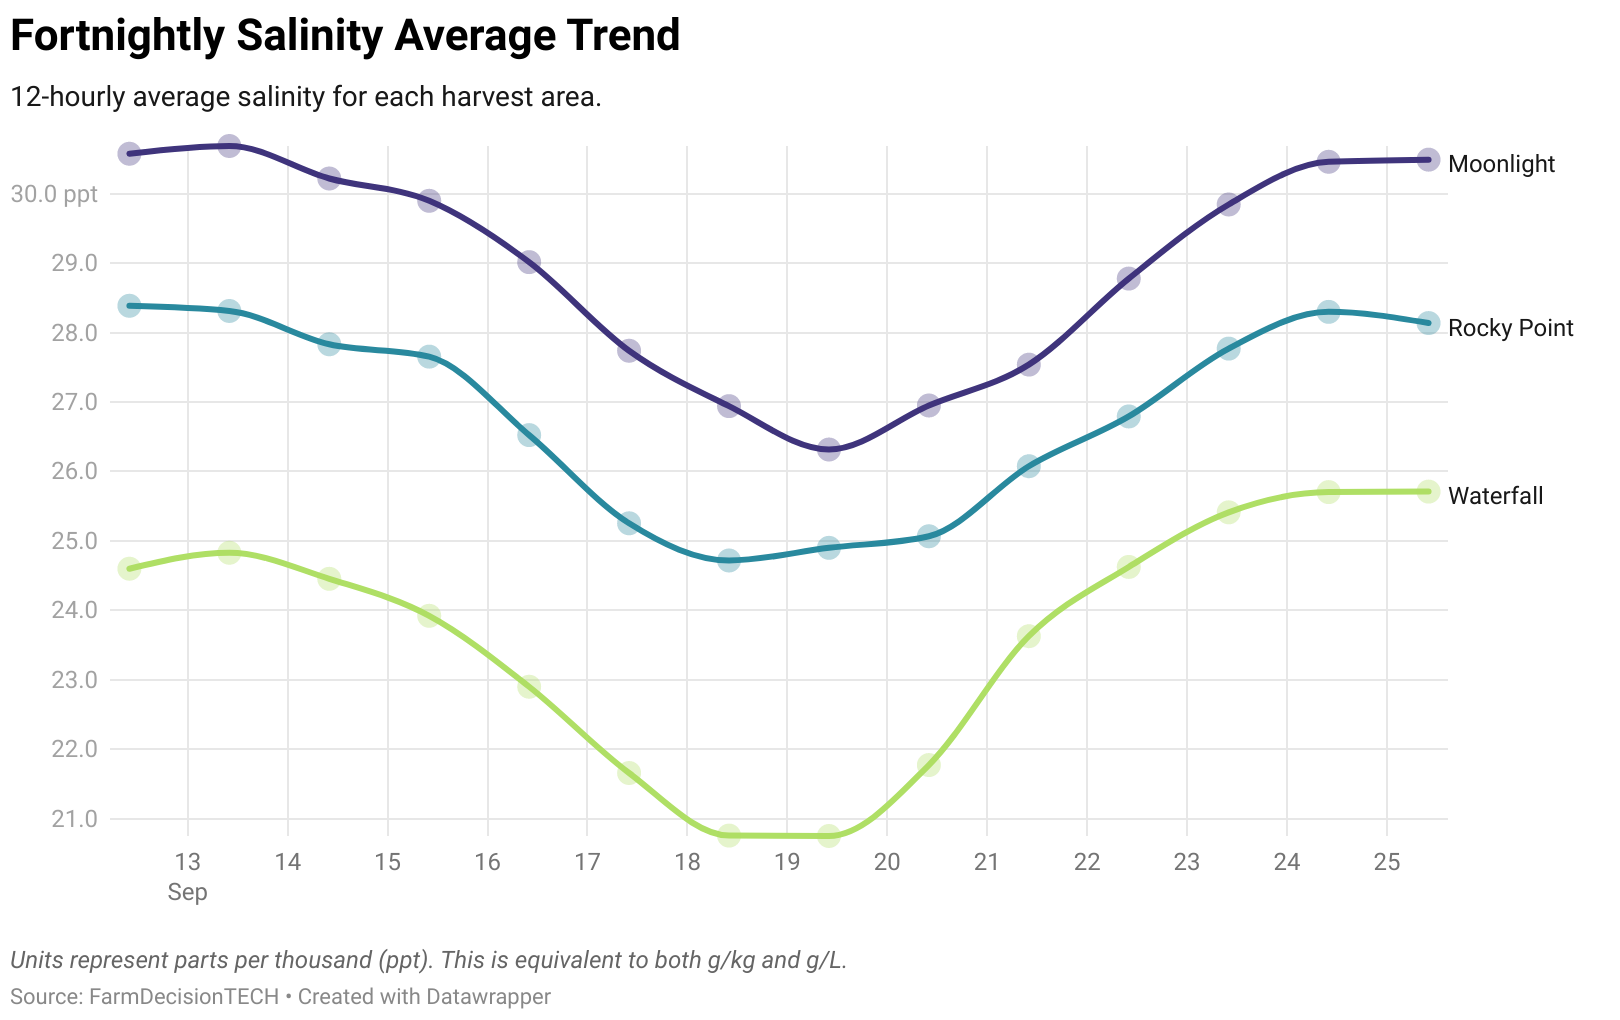 Fortnightly Salinity Average Trend
12-hourly average salinity for each harvest area.
30.0 ppt
29.0
28.0
27.0
26.0
25.0
24.0
23.0
22.0
21.0
Moonlight
Rocky Point
Waterfall
13 14 15 16 17 18 19 20 21 22 23 24 25
Sep
Units represent parts per thousand (ppt). This is equivalent to both g/kg and g/L.
Source: FarmDecisionTECH • Created with Datawrapper